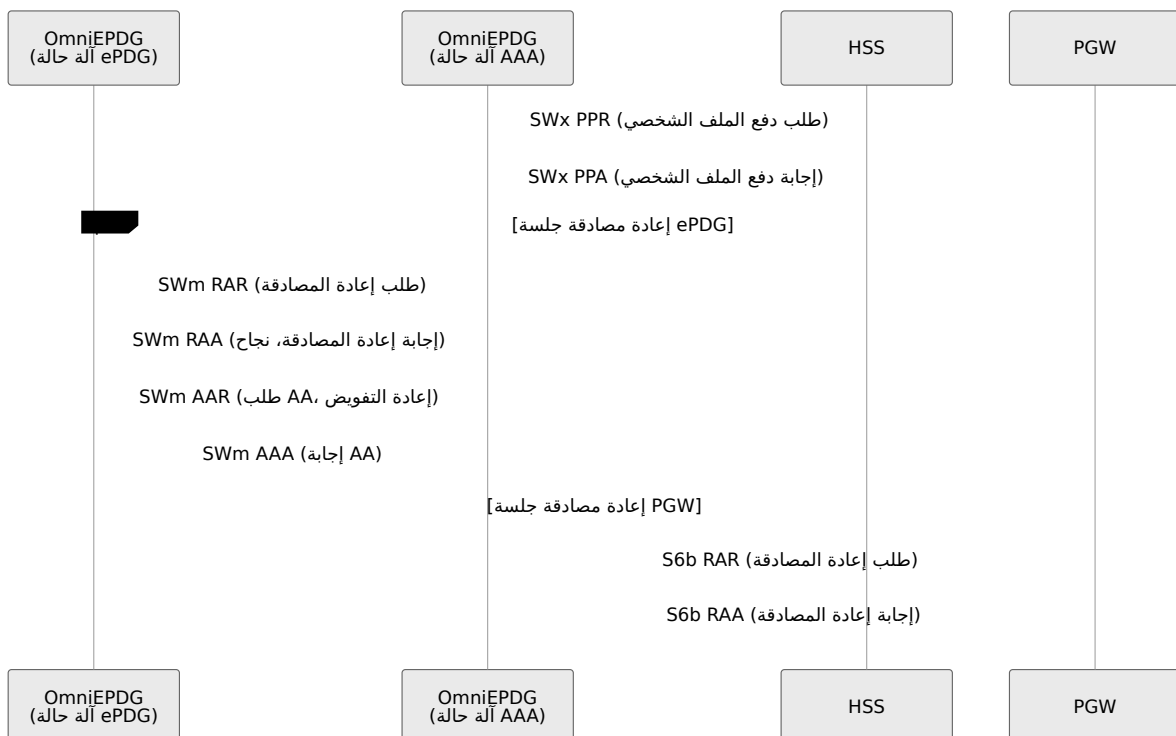 OmniEPDG
(آلة حالة ePDG)
OmniEPDG
(آلة حالة AAA)
HSS
PGW
SWx PPR (طلب دفع الملف الشخصي)
SWx PPA (إجابة دفع الملف الشخصي)
[إعادة مصادقة جلسة ePDG]
SWm RAR (طلب إعادة المصادقة)
SWm RAA (إجابة إعادة المصادقة، نجاح)
SWm AAR (طلب AA، إعادة التفويض)
SWm AAA (إجابة AA)
[إعادة مصادقة جلسة PGW]
S6b RAR (طلب إعادة المصادقة)
S6b RAA (إجابة إعادة المصادقة)
OmniEPDG
(آلة حالة ePDG)
OmniEPDG
(آلة حالة AAA)
HSS
PGW